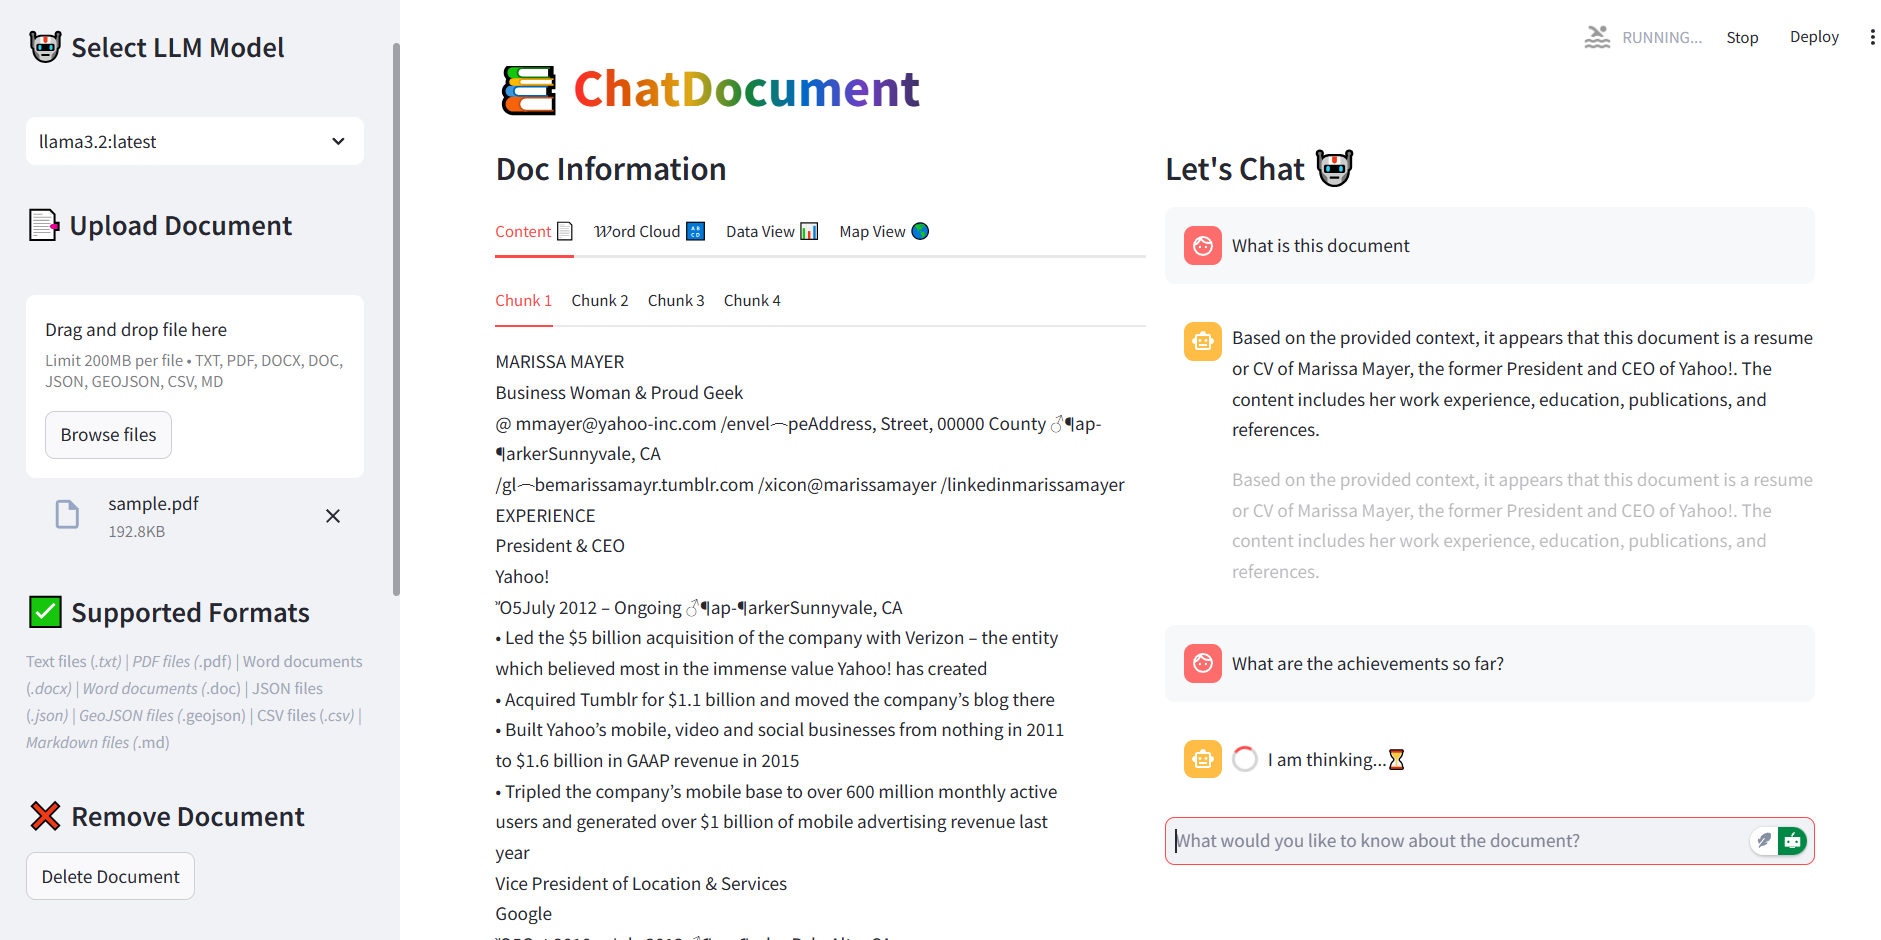 Select LLM Model
llama3.2:latest
Upload Document
Drag and drop file here
Limit 200MB per file • TXT, PDF, DOCX, DOC,
JSON, GEOJSON, CSV, MD
Browse files
sample.pdf
192.8KB
Supported Formats
Text files (.txt) | PDF files (.pdf) | Word documents
(.docx) | Word documents (.doc) | JSON files
(.json) | GeoJSON files (.geojson) | CSV files (.csv) |
Markdown files (.md)
Remove Document
Delete Document
RUNNING...
Stop
Deploy
ChatDocument
Doc Information
Content
Word Cloud
Data View
Map View
Chunk 1
Chunk 2
Chunk 3
Chunk 4
MARISSA MAYER
Business Woman & Proud Geek
@ mmayer@yahoo-inc.com /envel⌢peAddress, Street, 00000 County ♂¶ap-
¶arkerSunnyvale, CA
/gl⌢bemarissamayr.tumblr.com /xicon@marissamayer /linkedinmarissamayer
EXPERIENCE
President & CEO
Yahoo!
Ὄ5July 2012 – Ongoing ♂¶ap-¶arkerSunnyvale, CA
• Led the $5 billion acquisition of the company with Verizon – the entity
which believed most in the immense value Yahoo! has created
• Acquired Tumblr for $1.1 billion and moved the company’s blog there
• Built Yahoo’s mobile, video and social businesses from nothing in 2011
to $1.6 billion in GAAP revenue in 2015
• Tripled the company’s mobile base to over 600 million monthly active
users and generated over $1 billion of mobile advertising revenue last
year
Vice President of Location & Services
Google
Let's Chat
What is this document
Based on the provided context, it appears that this document is a resume
or CV of Marissa Mayer, the former President and CEO of Yahoo!. The
content includes her work experience, education, publications, and
references.
Based on the provided context, it appears that this document is a resume
or CV of Marissa Mayer, the former President and CEO of Yahoo!. The
content includes her work experience, education, publications, and
references.
What are the achievements so far?
I am thinking...
What would you like to know about the document?